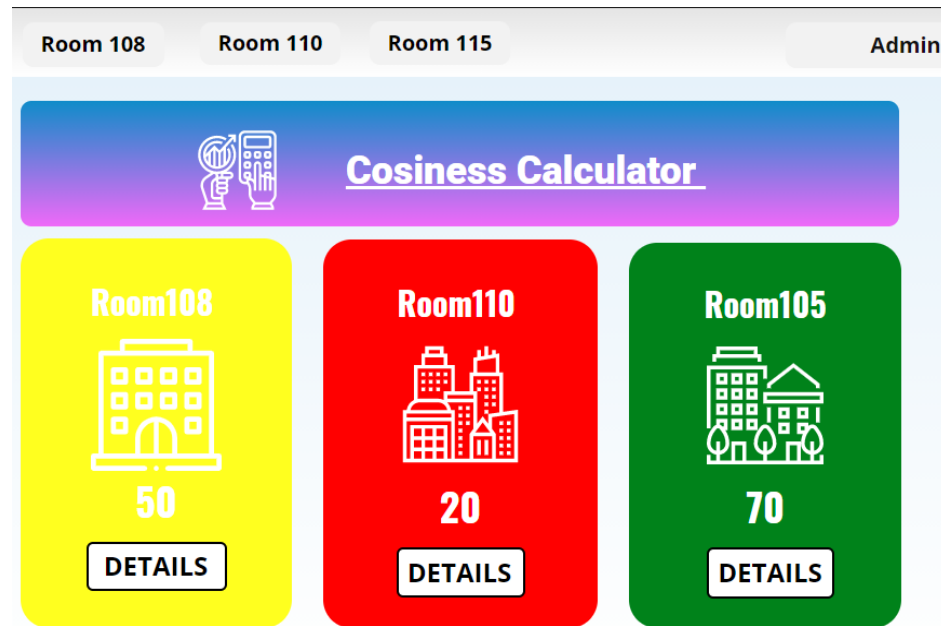 Room 108 Room 110 Room 115 Admin
Cosiness Calculator
Room108 Room110 Room105
50 20 70
DETAILS DETAILS DETAILS